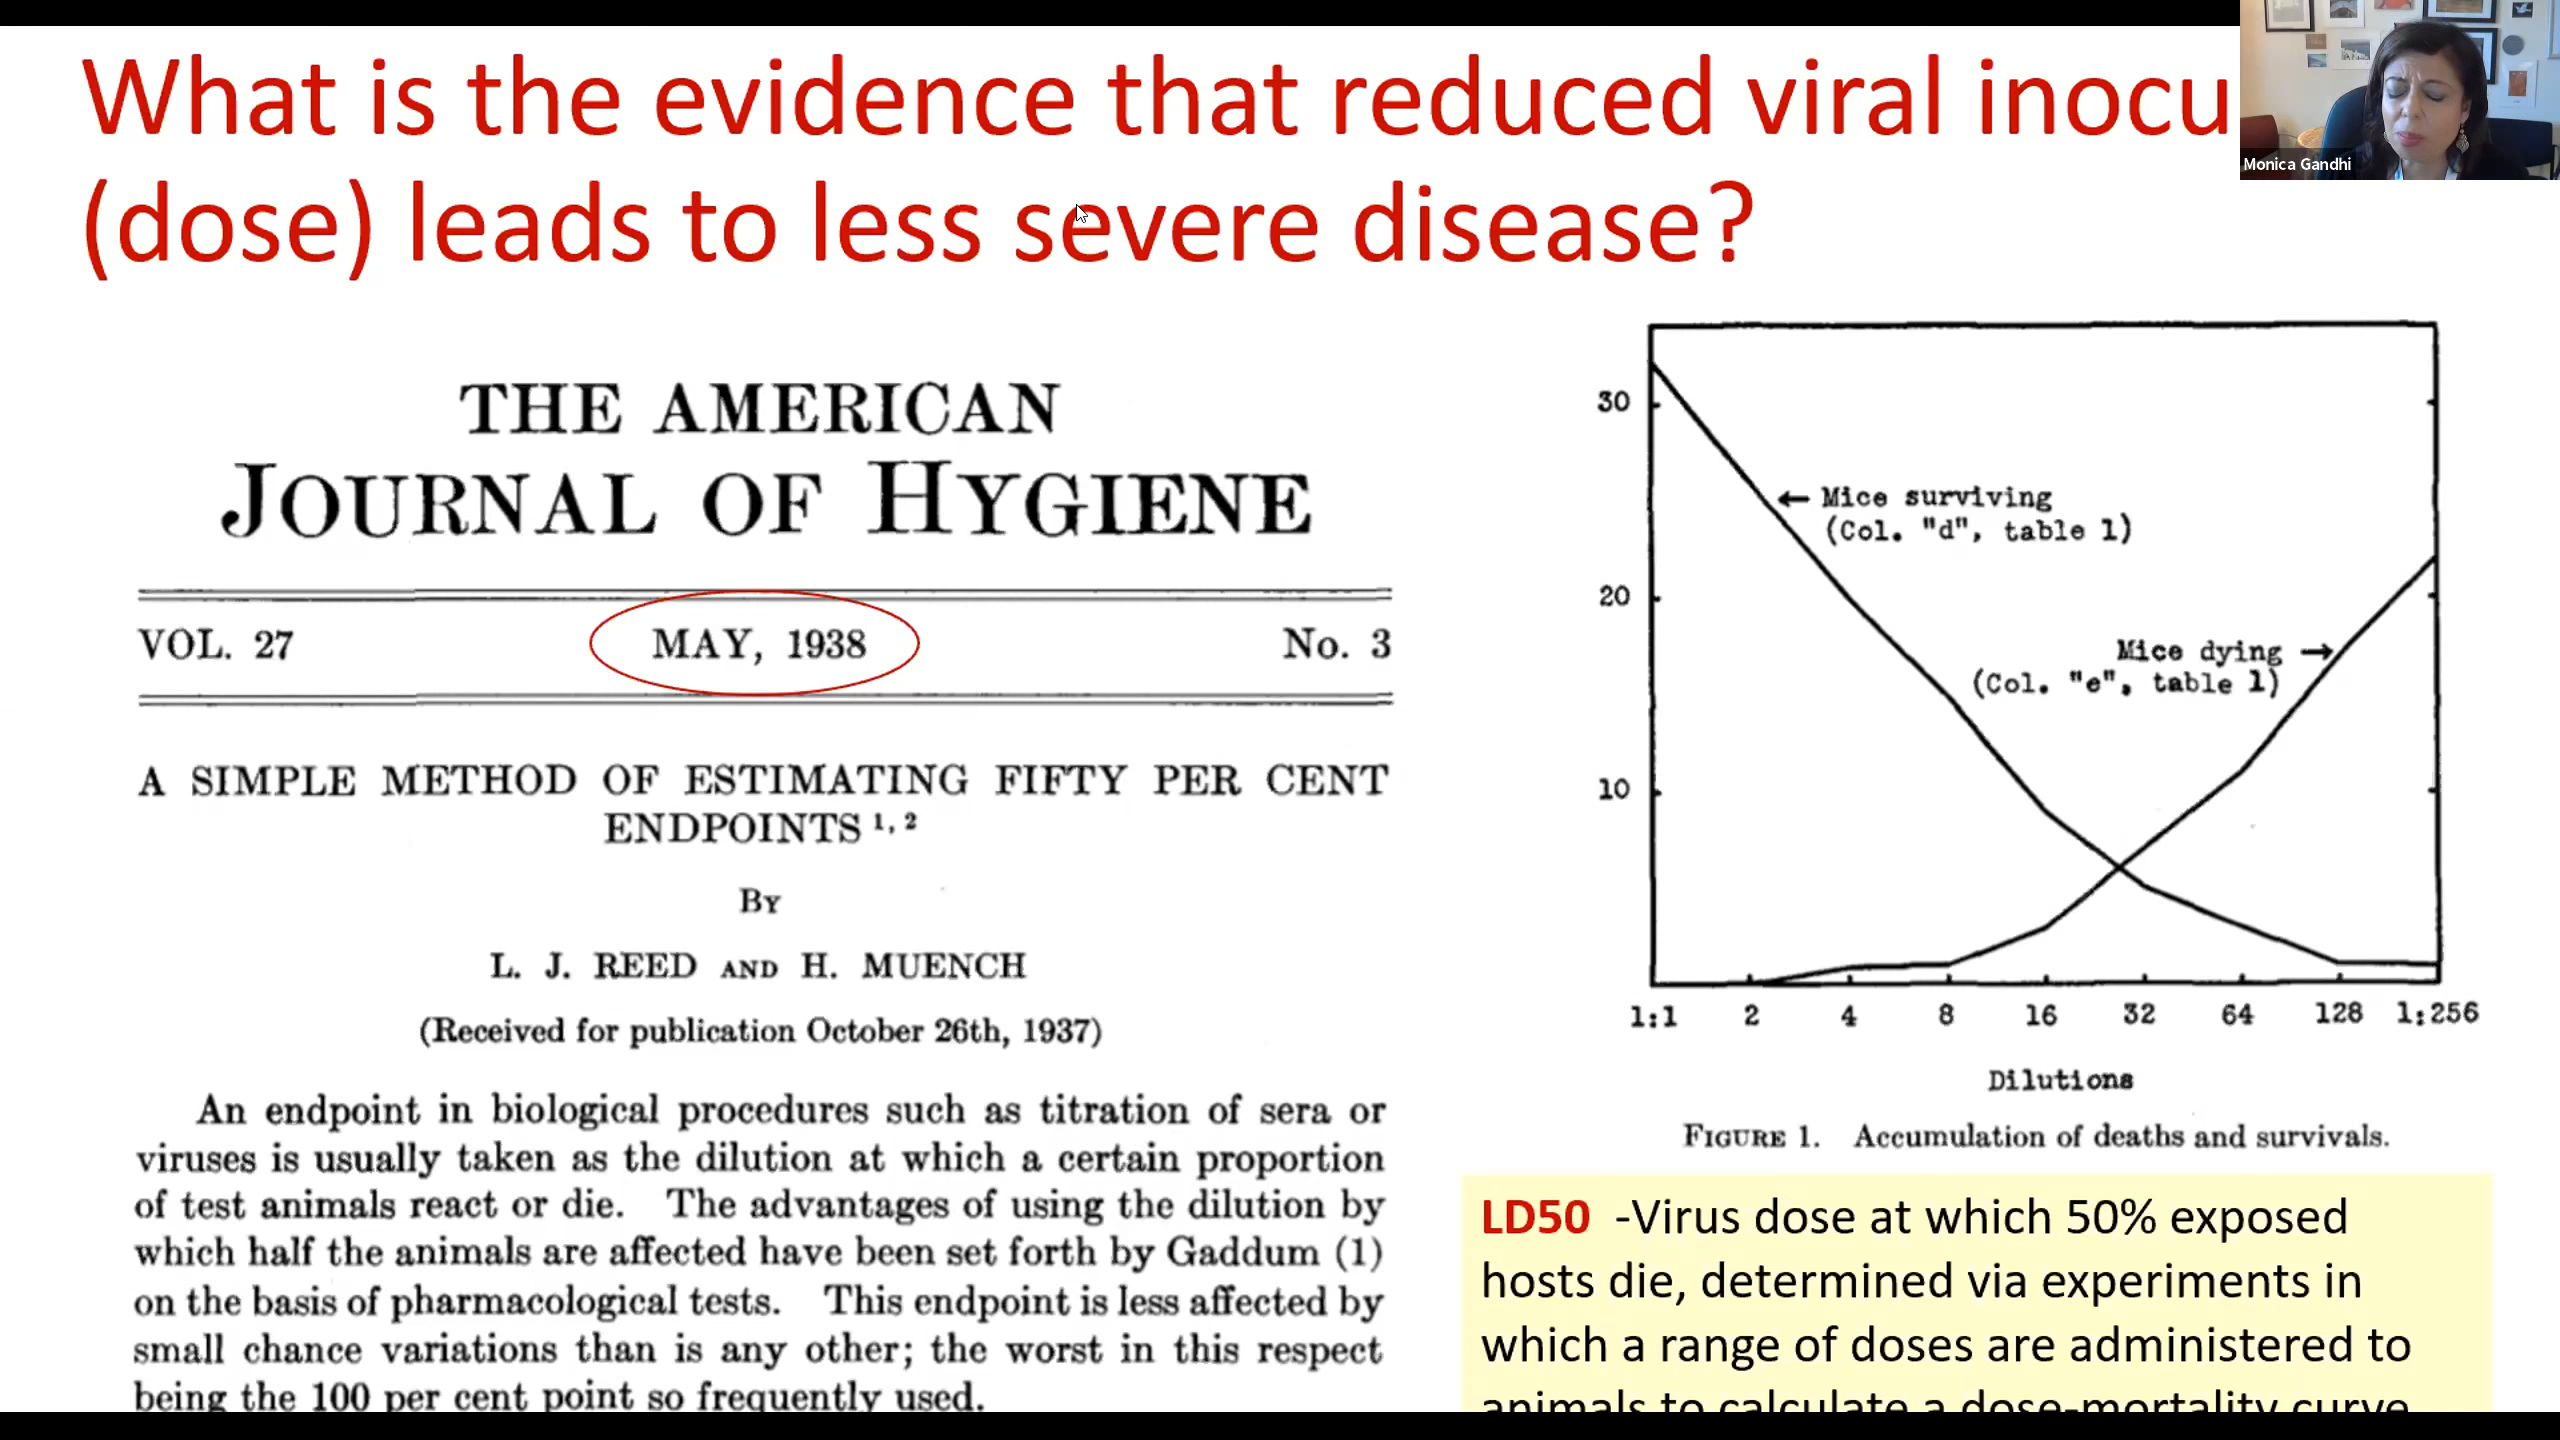 What is the evidence that reduced viral inocu
(dose) leads to less severe disease?
Monica Gandhi
THE AMERICAN
JOURNAL OF HYGIENE
VOL. 27 MAY, 1938 No. 3
A SIMPLE METHOD OF ESTIMATING FIFTY PER CENT
ENDPOINTS 1, 2
By
L. J. REED AND H. MUENCH
(Received for publication October 26th, 1937)
An endpoint in biological procedures such as titration of sera or
viruses is usually taken as the dilution at which a certain proportion
of test animals react or die. The advantages of using the dilution by
which half the animals are affected have been set forth by Gaddum (1)
on the basis of pharmacological tests. This endpoint is less affected by
small chance variations than is any other; the worst in this respect
being the 100 per cent point so frequently used.
30
20
10
← Mice surviving
(Col. "d", table 1)
Mice dying →
(Col. "e", table 1)
1:1 2 4 8 16 32 64 128 1:256
Dilutions
FIGURE 1. Accumulation of deaths and survivals.
LD50 -Virus dose at which 50% exposed
hosts die, determined via experiments in
which a range of doses are administered to
animals to calculate a dose-mortality curve